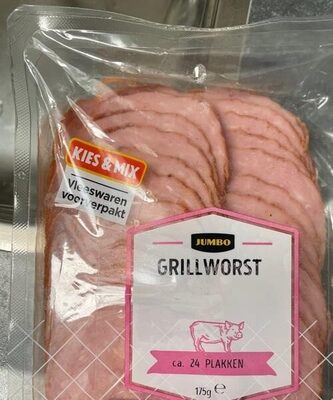 KIES & MIX
Vleeswaren
voorverpakt
JUMBO
GRILLWORST
ca. 24 PLAKKEN
175g ℮